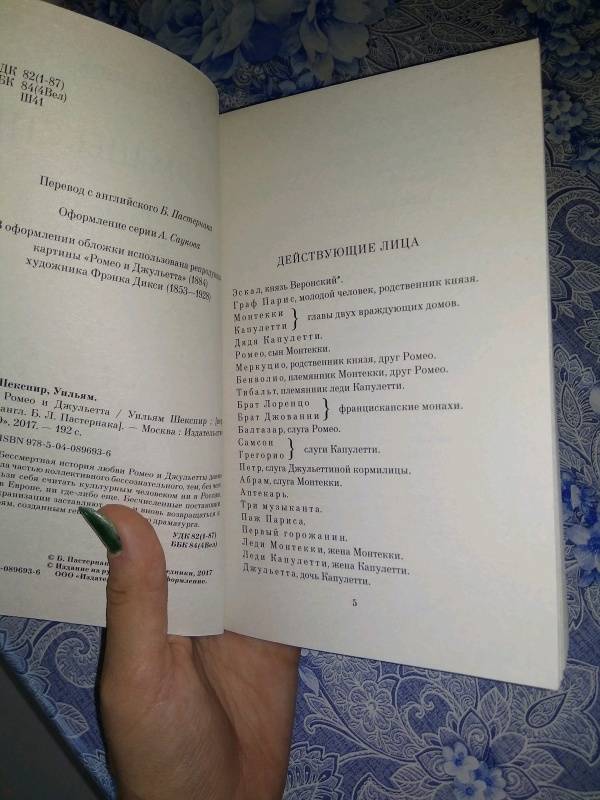 УДК 82(1-87)
ББК 84(4Вел)
Ш41
Перевод с английского Б. Пастернака
Оформление серии А. Саукова
В оформлении обложки использована
картины «Ромео и Джульетта» (1884)
художника Фрэнка Дикси (1853—1928)
Шекспир, Уильям.
Ромео и Джульетта / Уильям Шекспир ;
англ. Б. Л. Пастернака]. — Москва : Издательство
2017. — 192 с.
ISBN 978-5-04-089693-6
Бессмертная история любви Ромео и Джульетты давно
частью коллективного бессознательного, тем, без
себя считать культурным человеком ни в России,
в Европе, ни где-либо еще. Бесчисленные постановки
заставляют вновь возвращаться к
созданным драматурга.
УДК 82(1-87)
ББК 84(4Вел)
© Б. Пастернак 2017
© Издание на
ООО «Издательство оформление.
089693-6
ДЕЙСТВУЮЩИЕ ЛИЦА
Эскал, князь Веронский*.
Граф Парис, молодой человек, родственник князя.
Монтекки
Капулетти } главы двух враждующих домов.
Дядя Капулетти.
Ромео, сын Монтекки.
Меркуцио, родственник князя, друг Ромео.
Бенволио, племянник Монтекки, друг Ромео.
Тибальт, племянник леди Капулетти.
Брат Лоренцо
Брат Джованни } францисканские монахи.
Балтазар, слуга Ромео.
Самсон
Грегорио } слуги Капулетти.
Петр, слуга Джульеттиной кормилицы.
Абрам, слуга Монтекки.
Аптекарь.
Три музыканта.
Паж Париса.
Первый горожанин.
Леди Монтекки, жена Монтекки.
Леди Капулетти, жена Капулетти.
Джульетта, дочь Капулетти.
5